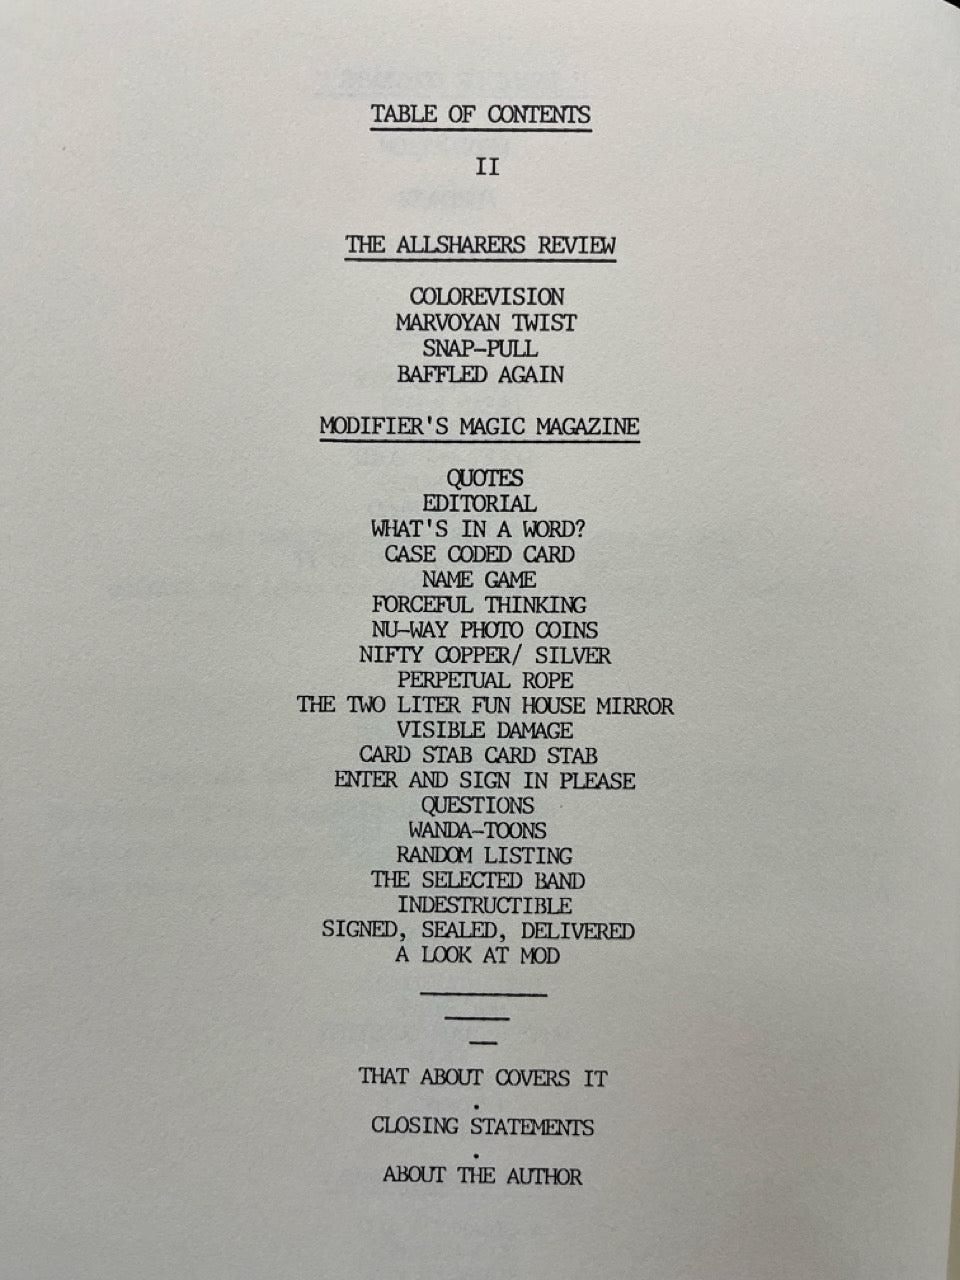 TABLE OF CONTENTS
II
THE ALLSHARERS REVIEW
COLOREVISION
MARVOYAN TWIST
SNAP-PULL
BAFFLED AGAIN
MODIFIER'S MAGIC MAGAZINE
QUOTES
EDITORIAL
WHAT'S IN A WORD?
CASE CODED CARD
NAME GAME
FORCEFUL THINKING
NU-WAY PHOTO COINS
NIFTY COPPER/ SILVER
PERPETUAL ROPE
THE TWO LITER FUN HOUSE MIRROR
VISIBLE DAMAGE
CARD STAB CARD STAB
ENTER AND SIGN IN PLEASE
QUESTIONS
WANDA-TOONS
RANDOM LISTING
THE SELECTED BAND
INDESTRUCTIBLE
SIGNED, SEALED, DELIVERED
A LOOK AT MOD
THAT ABOUT COVERS IT
.
CLOSING STATEMENTS
.
ABOUT THE AUTHOR